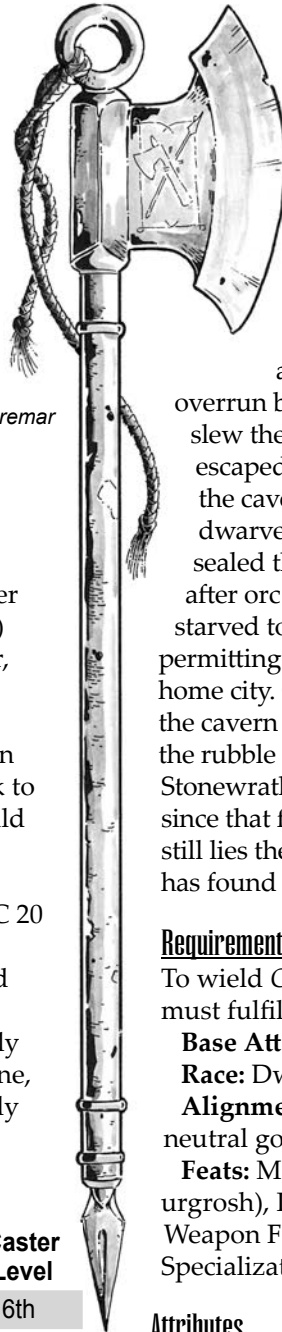 remar
er
)
r,
n
k to
ld
C 20
d
ly
ne,
ly
Caster
Level
6th
a
overrun b
slew the
escaped
the cave
dwarve
sealed th
after orc
starved to
permitting
home city.
the cavern
the rubble
Stonewrath
since that f
still lies the
has found
Requirement
To wield C
must fulfil
Base Att
Race: Dw
Alignme
neutral go
Feats: M
urgrosh), I
Weapon F
Specializat
Attributes